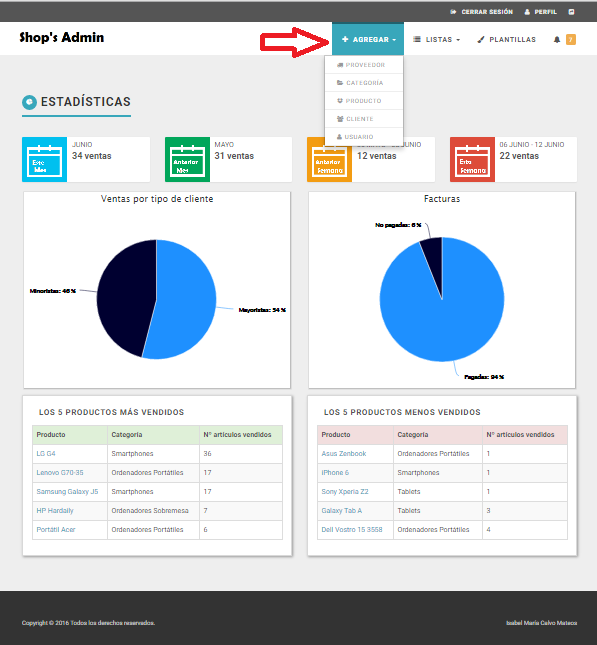 CERRAR SESIÓN PERFIL
Shop's Admin
AGREGAR LISTAS PLANTILLAS 7
PROVEEDOR
CATEGORÍA
PRODUCTO
CLIENTE
USUARIO
ESTADÍSTICAS
Este Mes
JUNIO
34 ventas
Anterior Mes
MAYO
31 ventas
Anterior Semana
12 ventas
Esta Semana
06 JUNIO - 12 JUNIO
22 ventas
Ventas por tipo de cliente
Minoristas: 46 %
Mayoristas: 54 %
Facturas
No pagadas: 6 %
Pagadas: 94 %
LOS 5 PRODUCTOS MÁS VENDIDOS
Producto Categoría Nº artículos vendidos
LG G4 Smartphones 36
Lenovo G70-35 Ordenadores Portátiles 17
Samsung Galaxy J5 Smartphones 17
HP Hardaily Ordenadores Sobremesa 7
Portátil Acer Ordenadores Portátiles 6
LOS 5 PRODUCTOS MENOS VENDIDOS
Producto Categoría Nº artículos vendidos
Asus Zenbook Ordenadores Portátiles 1
iPhone 6 Smartphones 1
Sony Xperia Z2 Tablets 1
Galaxy Tab A Tablets 3
Dell Vostro 15 3558 Ordenadores Portátiles 4
Copyright © 2016 Todos los derechos reservados.
Isabel María Calvo Mateos